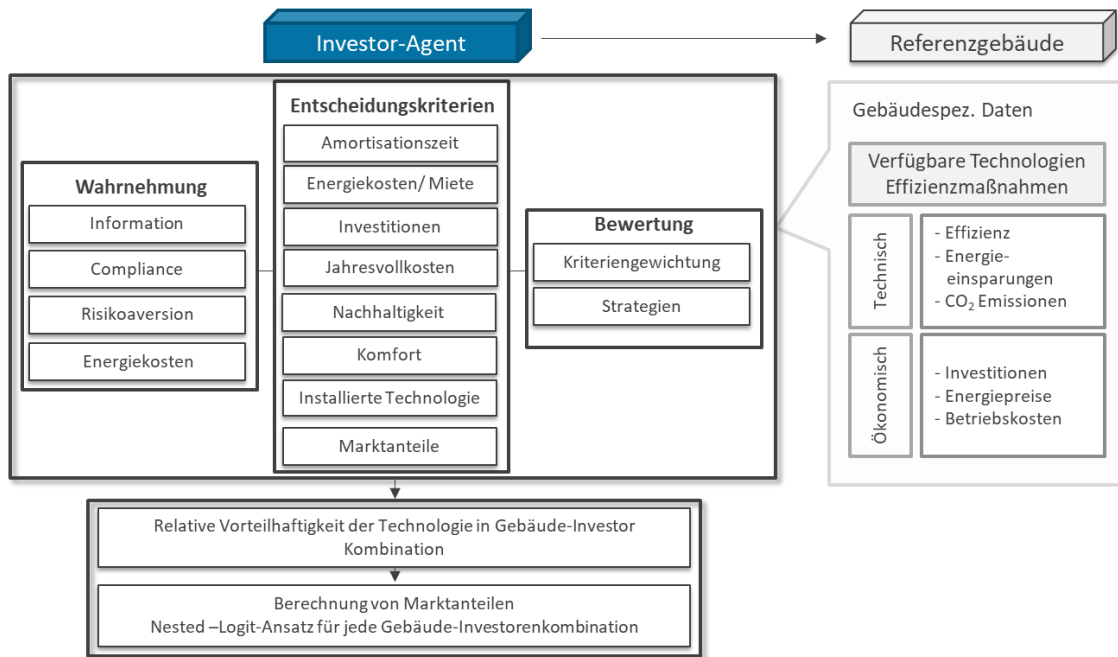 Investor-Agent
Referenzgebäude
Wahrnehmung
Information
Compliance
Risikoaversion
Energiekosten
Entscheidungskriterien
Amortisationszeit
Energiekosten/ Miete
Investitionen
Jahresvollkosten
Nachhaltigkeit
Komfort
Installierte Technologie
Marktanteile
Bewertung
Kriteriengewichtung
Strategien
Gebäudespez. Daten
Verfügbare Technologien
Effizienzmaßnahmen
Technisch
- Effizienz
- Energie-
einsparungen
- CO₂ Emissionen
Ökonomisch
- Investitionen
- Energiepreise
- Betriebskosten
Relative Vorteilhaftigkeit der Technologie in Gebäude-Investor
Kombination
Berechnung von Marktanteilen
Nested –Logit-Ansatz für jede Gebäude-Investorenkombination